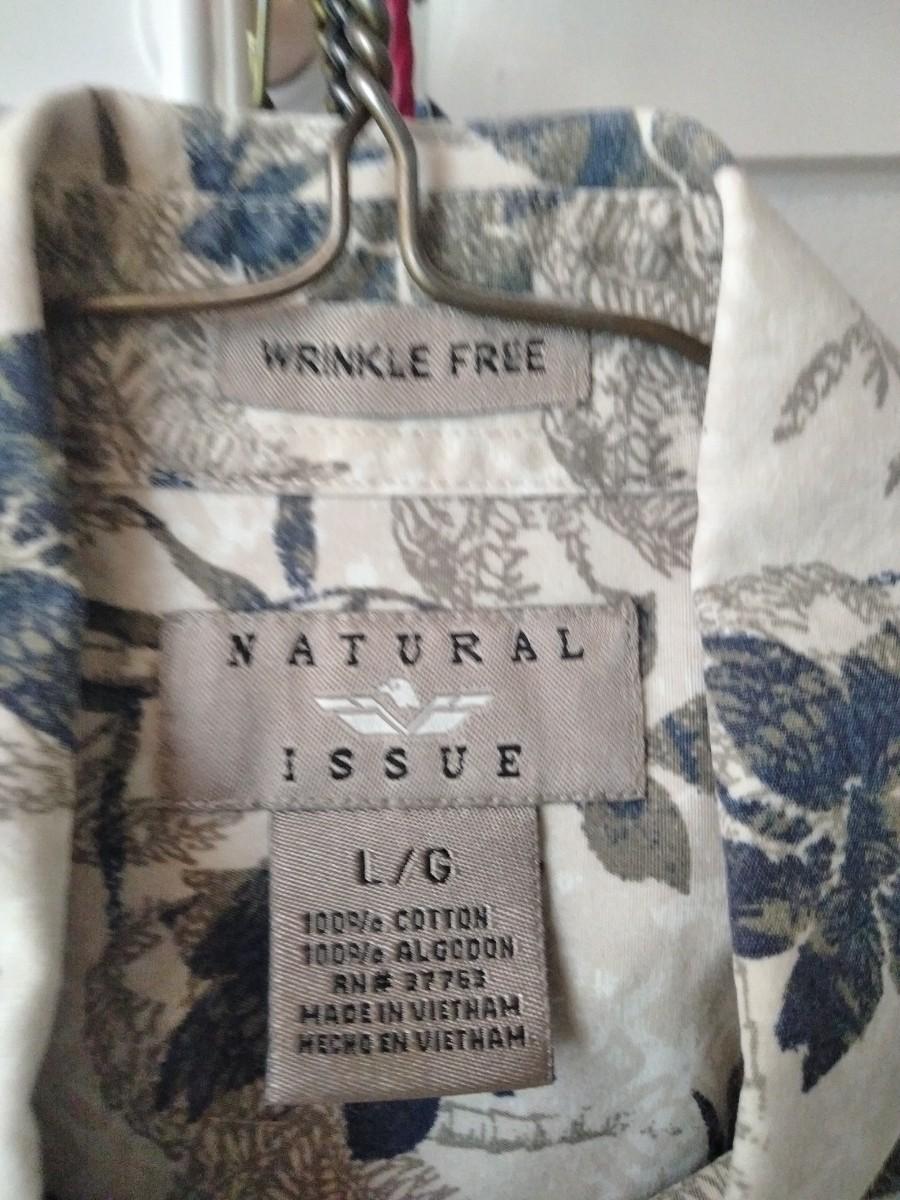 WRINKLE FREE
NATURAL
ISSUE
L/G
100% COTTON
100% ALGODON
RN# 37763
MADE IN VIETNAM
HECHO EN VIETNAM